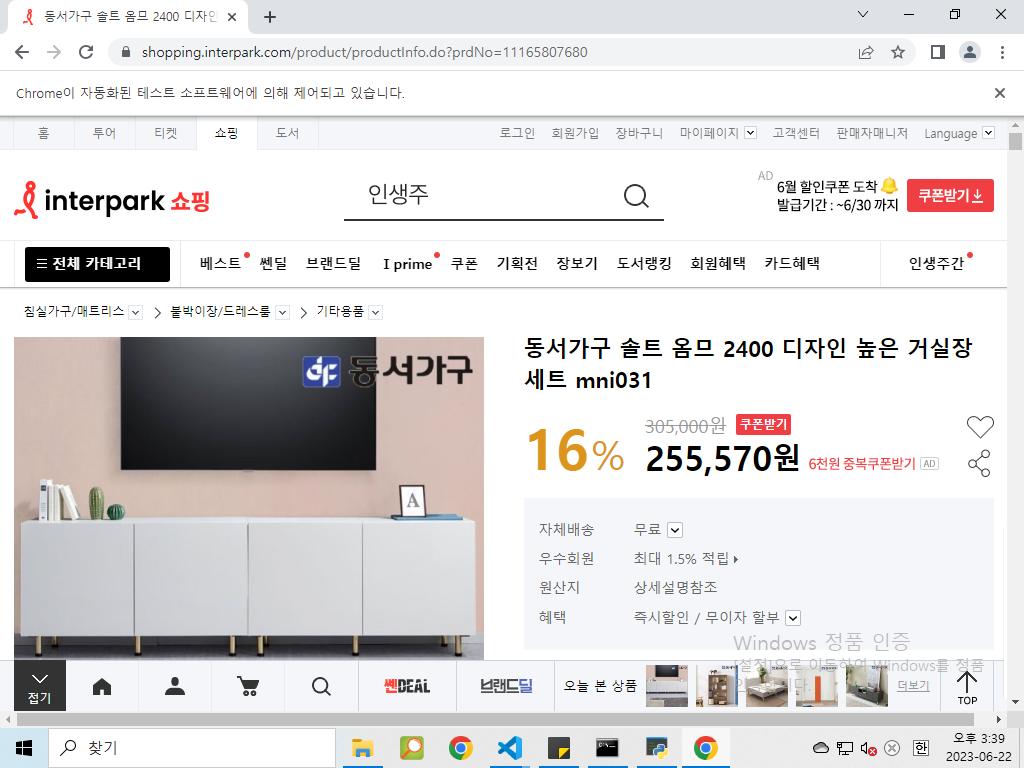 동서가구 솔트 옴므 2400 디자인
shopping.interpark.com/product/productInfo.do?prdNo=11165807680
Chrome이 자동화된 테스트 소프트웨어에 의해 제어되고 있습니다.
홈 투어 티켓 쇼핑 도서 로그인 회원가입 장바구니 마이페이지 고객센터 판매자매니저 Language
interpark 쇼핑
인생주
AD
6월 할인쿠폰 도착
발급기간 : ~6/30 까지
쿠폰받기
전체 카테고리 베스트 쎈딜 브랜드딜 I prime 쿠폰 기획전 장보기 도서랭킹 회원혜택 카드혜택 인생주간
침실가구/매트리스 > 붙박이장/드레스룸 > 기타용품
df 동서가구
A
동서가구 솔트 옴므 2400 디자인 높은 거실장
세트 mni031
16%
305,000원 쿠폰받기
255,570원 6천원 중복쿠폰받기 AD
자체배송 무료
우수회원 최대 1.5% 적립
원산지 상세설명참조
혜택 즉시할인 / 무이자 할부
Windows 정품 인증
[설정]으로 이동하여 Windows를 정품
접기
쎈DEAL
브랜드딜
오늘 본 상품
더보기
TOP
찾기
한
오후 3:39
2023-06-22